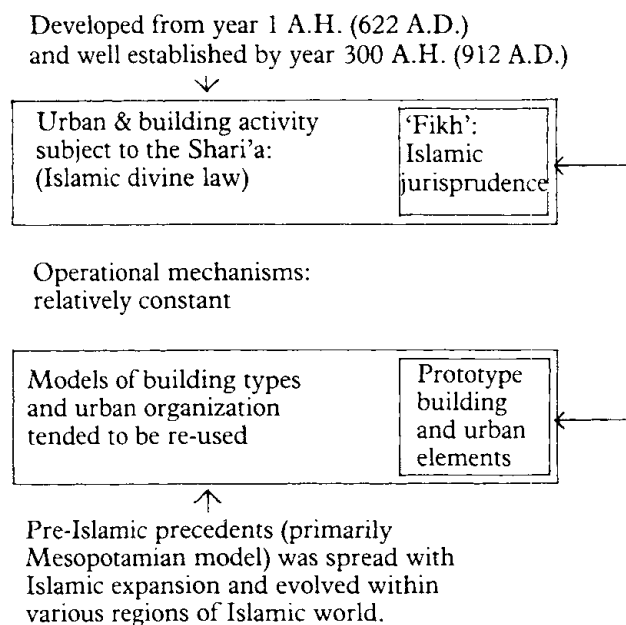 Developed from year 1 A.H. (622 A.D.)
and well established by year 300 A.H. (912 A.D.)
Urban & building activity
subject to the Shari'a:
(Islamic divine law)
'Fikh':
Islamic
jurisprudence
Operational mechanisms:
relatively constant
Models of building types
and urban organization
tended to be re-used
Prototype
building
and urban
elements
Pre-Islamic precedents (primarily
Mesopotamian model) was spread with
Islamic expansion and evolved within
various regions of Islamic world.